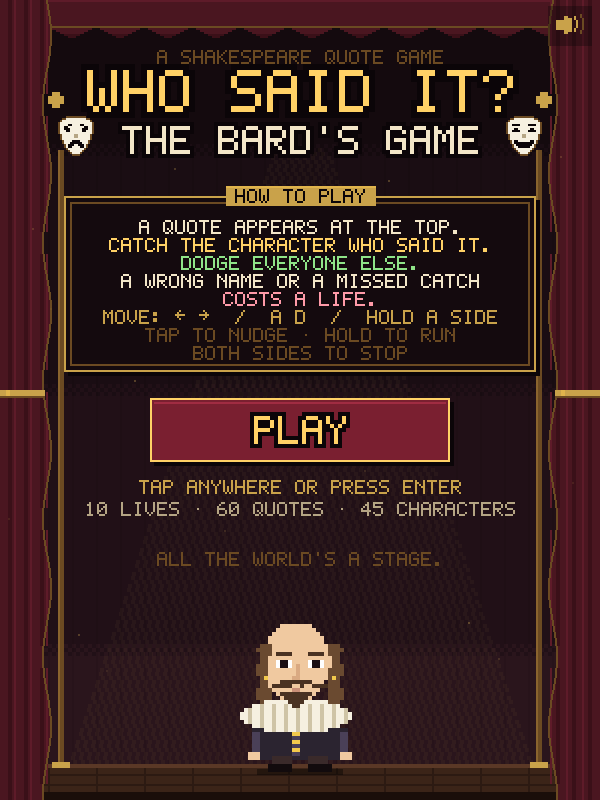 A SHAKESPEARE QUOTE GAME
WHO SAID IT?
THE BARD'S GAME
HOW TO PLAY
A QUOTE APPEARS AT THE TOP.
CATCH THE CHARACTER WHO SAID IT.
DODGE EVERYONE ELSE.
A WRONG NAME OR A MISSED CATCH
COSTS A LIFE.
MOVE: ← → / A D / HOLD A SIDE
TAP TO NUDGE · HOLD TO RUN
BOTH SIDES TO STOP
PLAY
TAP ANYWHERE OR PRESS ENTER
10 LIVES · 60 QUOTES · 45 CHARACTERS
ALL THE WORLD'S A STAGE.